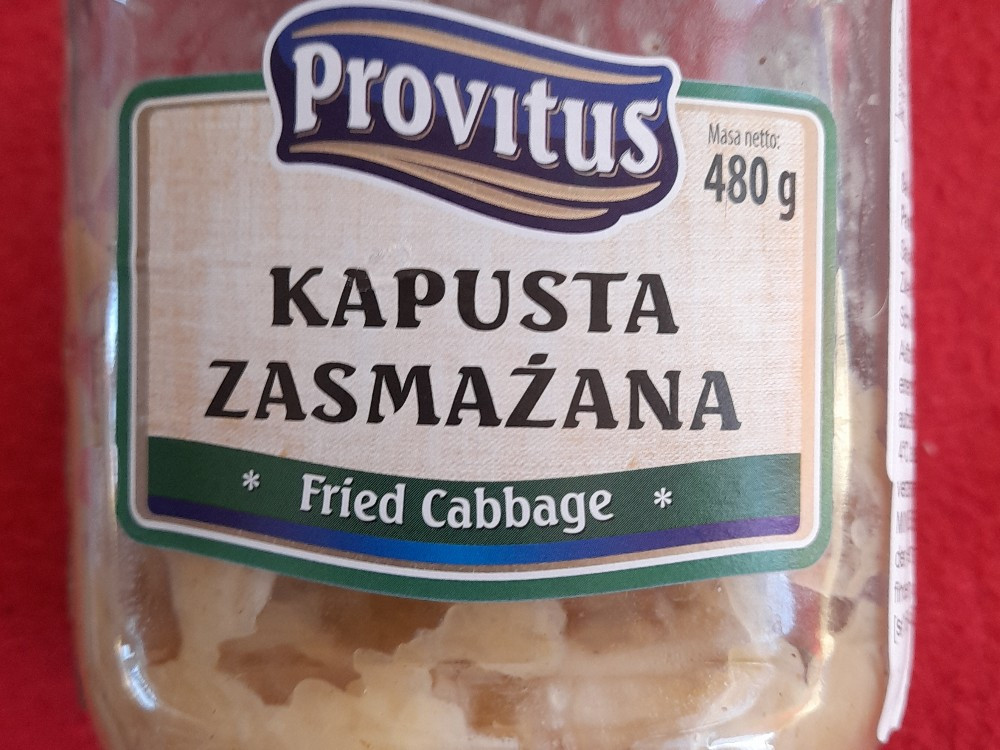 Provitus
Masa netto:
480 g
KAPUSTA
ZASMAŻANA
* Fried Cabbage *